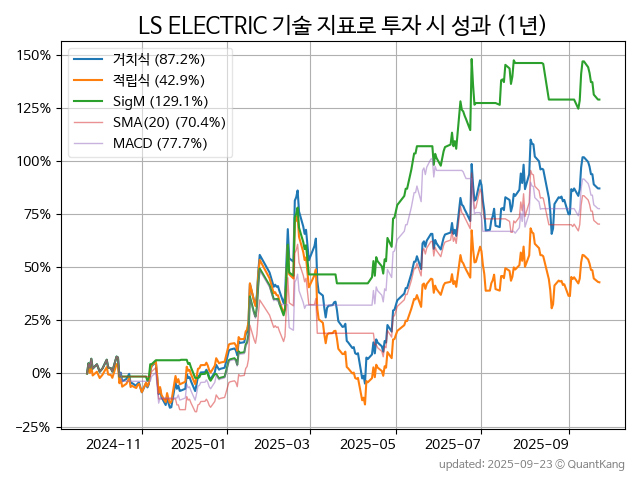 LS ELECTRIC 기술 지표로 투자 시 성과 (1년)
150%
125%
100%
75%
50%
25%
0%
−25%
거치식 (87.2%)
적립식 (42.9%)
SigM (129.1%)
SMA(20) (70.4%)
MACD (77.7%)
2024-11
2025-01
2025-03
2025-05
2025-07
2025-09
updated: 2025-09-23 © QuantKang